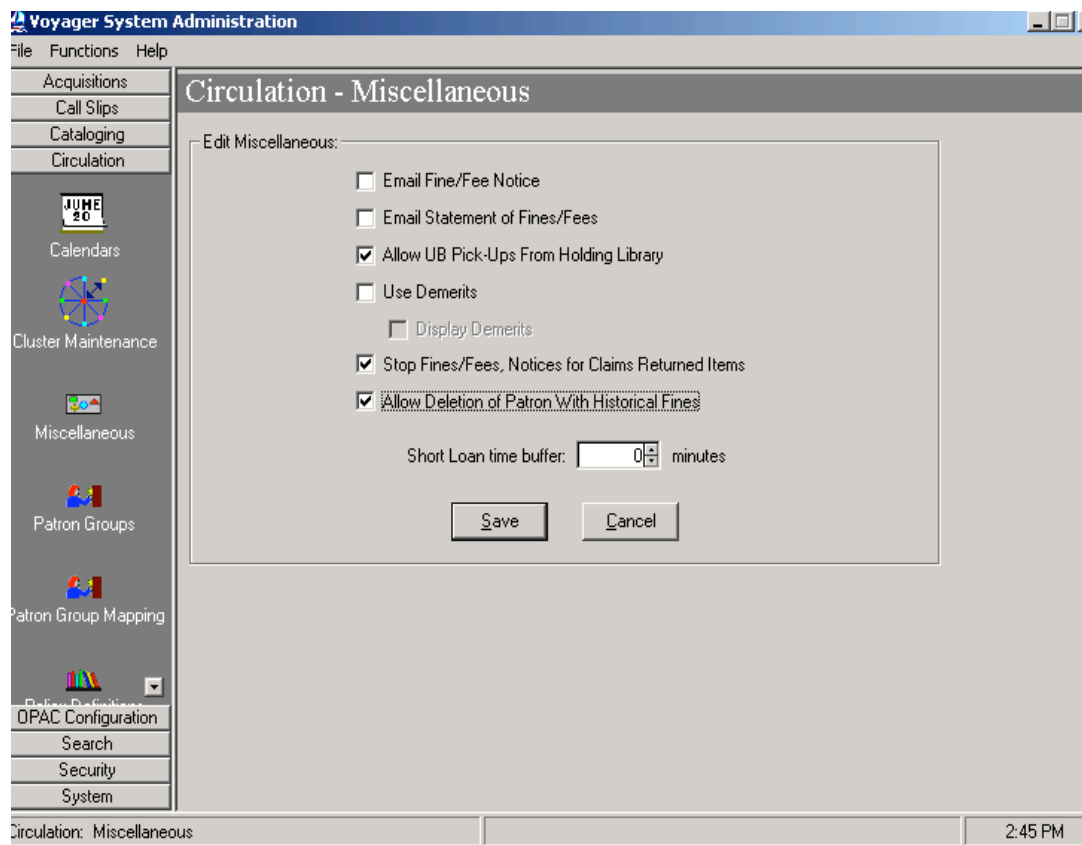 Voyager System Administration
File Functions Help
Acquisitions
Call Slips
Cataloging
Circulation
JUNE
20
Calendars
Cluster Maintenance
Miscellaneous
Patron Groups
Patron Group Mapping
Policy Definitions
OPAC Configuration
Search
Security
System
Circulation - Miscellaneous
Edit Miscellaneous:
Email Fine/Fee Notice
Email Statement of Fines/Fees
Allow UB Pick-Ups From Holding Library
Use Demerits
Display Demerits
Stop Fines/Fees, Notices for Claims Returned Items
Allow Deletion of Patron With Historical Fines
Short Loan time buffer: 0 minutes
Save Cancel
Circulation: Miscellaneous 2:45 PM